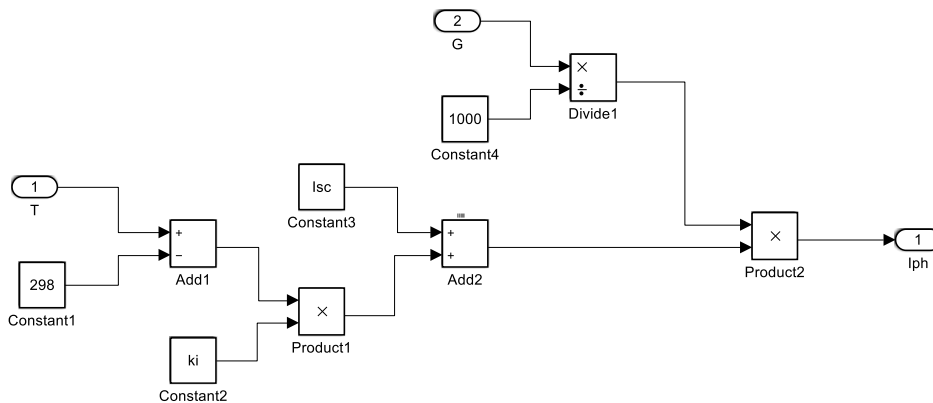 2
G
×
÷
Divide1
1000
Constant4
Isc
Constant3
1
T
+
−
Add1
298
Constant1
+
+
Add2
×
Product2
1
Iph
×
Product1
ki
Constant2